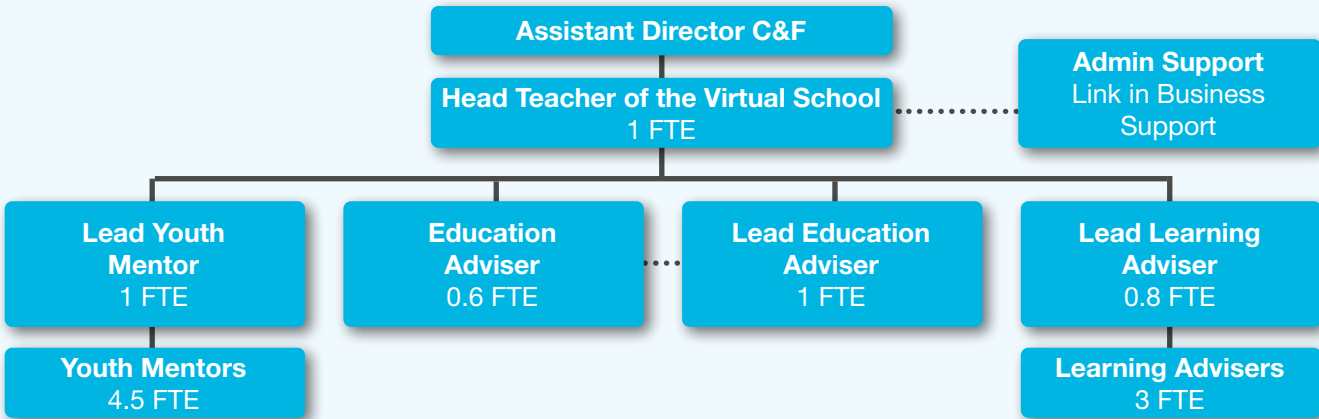 Assistant Director C&F
Head Teacher of the Virtual School
1 FTE
Admin Support
Link in Business
Support
Lead Youth
Mentor
1 FTE
Education
Adviser
0.6 FTE
Lead Education
Adviser
1 FTE
Lead Learning
Adviser
0.8 FTE
Youth Mentors
4.5 FTE
Learning Advisers
3 FTE